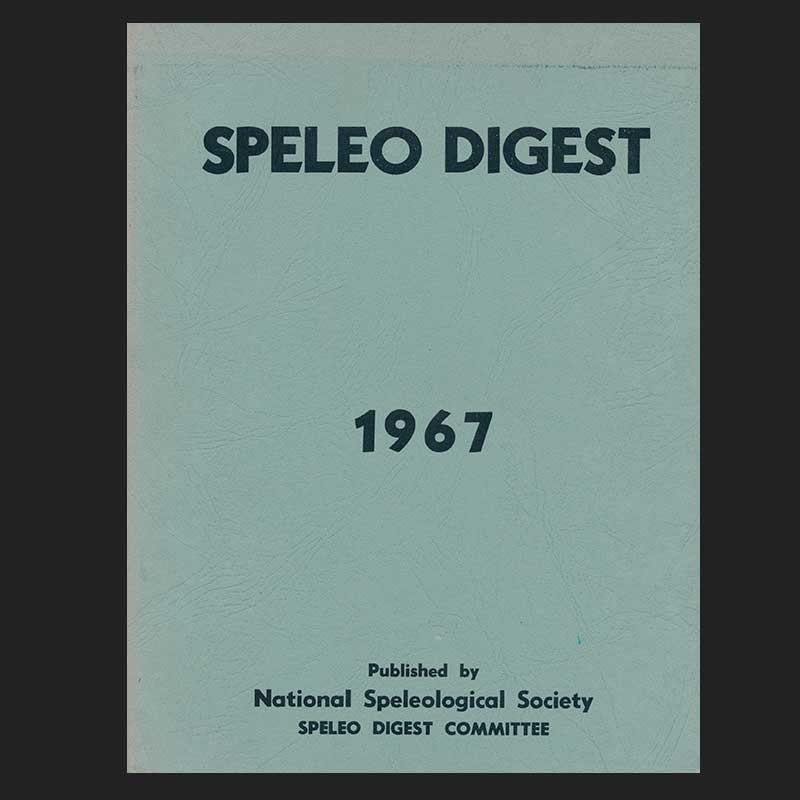 SPELEO DIGEST
1967
Published by
National Speleological Society
SPELEO DIGEST COMMITTEE